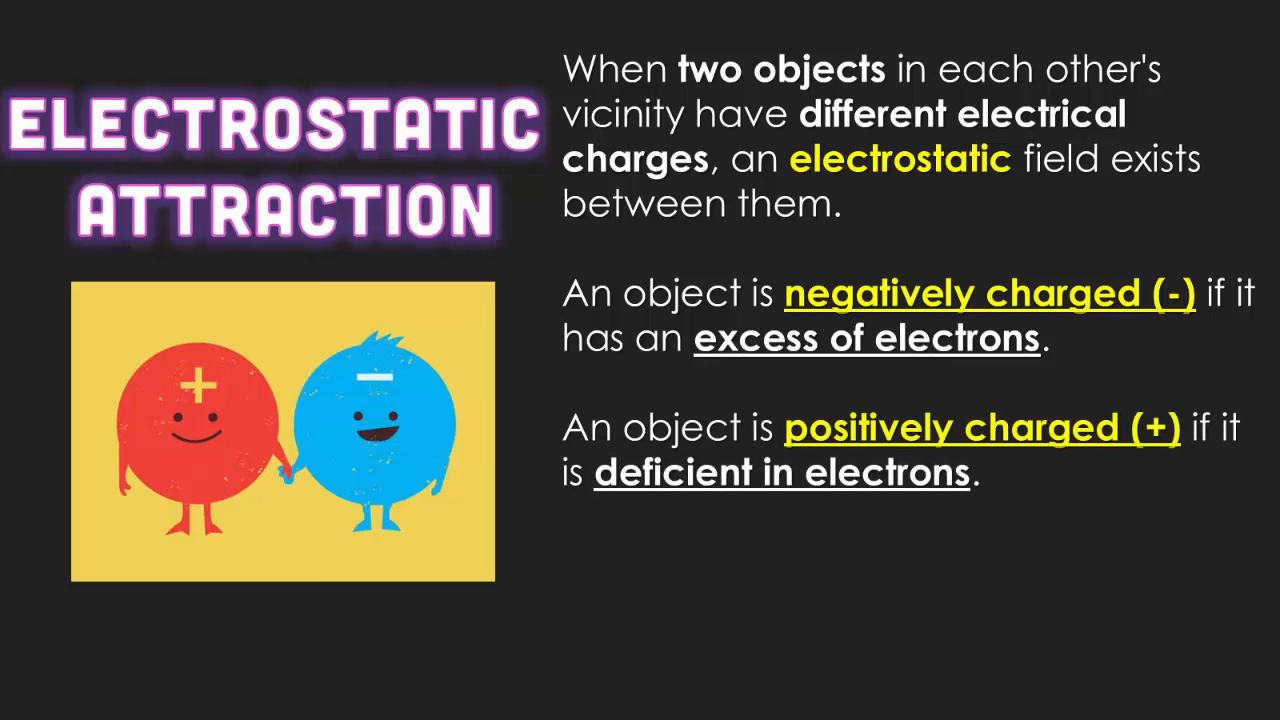 ELECTROSTATIC
ATTRACTION
When two objects in each other's
vicinity have different electrical
charges, an electrostatic field exists
between them.
An object is negatively charged (-) if it
has an excess of electrons.
An object is positively charged (+) if it
is deficient in electrons.
+
−